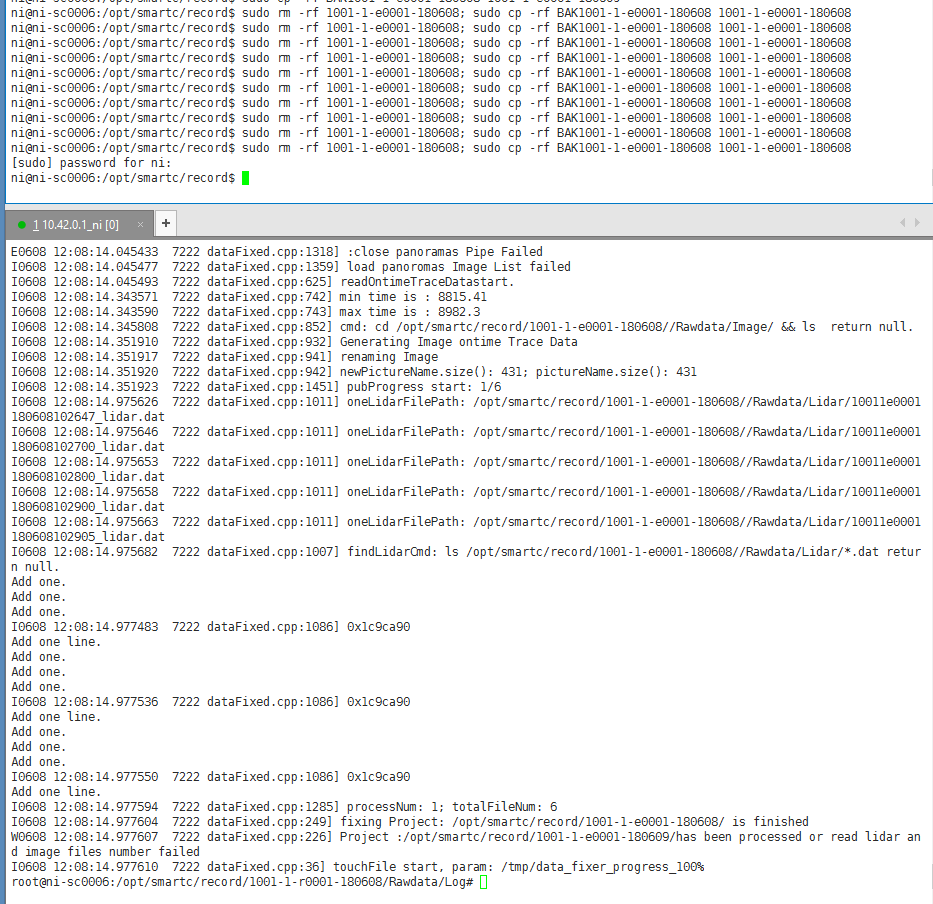 ni@ni-sc0006:/opt/smartc/record$ sudo rm -rf 1001-1-e0001-180608; sudo cp -rf BAK1001-1-e0001-180608 1001-1-e0001-180608
ni@ni-sc0006:/opt/smartc/record$ sudo rm -rf 1001-1-e0001-180608; sudo cp -rf BAK1001-1-e0001-180608 1001-1-e0001-180608
ni@ni-sc0006:/opt/smartc/record$ sudo rm -rf 1001-1-e0001-180608; sudo cp -rf BAK1001-1-e0001-180608 1001-1-e0001-180608
ni@ni-sc0006:/opt/smartc/record$ sudo rm -rf 1001-1-e0001-180608; sudo cp -rf BAK1001-1-e0001-180608 1001-1-e0001-180608
ni@ni-sc0006:/opt/smartc/record$ sudo rm -rf 1001-1-e0001-180608; sudo cp -rf BAK1001-1-e0001-180608 1001-1-e0001-180608
ni@ni-sc0006:/opt/smartc/record$ sudo rm -rf 1001-1-e0001-180608; sudo cp -rf BAK1001-1-e0001-180608 1001-1-e0001-180608
ni@ni-sc0006:/opt/smartc/record$ sudo rm -rf 1001-1-e0001-180608; sudo cp -rf BAK1001-1-e0001-180608 1001-1-e0001-180608
ni@ni-sc0006:/opt/smartc/record$ sudo rm -rf 1001-1-e0001-180608; sudo cp -rf BAK1001-1-e0001-180608 1001-1-e0001-180608
ni@ni-sc0006:/opt/smartc/record$ sudo rm -rf 1001-1-e0001-180608; sudo cp -rf BAK1001-1-e0001-180608 1001-1-e0001-180608
ni@ni-sc0006:/opt/smartc/record$ sudo rm -rf 1001-1-e0001-180608; sudo cp -rf BAK1001-1-e0001-180608 1001-1-e0001-180608
[sudo] password for ni:
ni@ni-sc0006:/opt/smartc/record$
1 10.42.0.1_ni [0] × +
E0608 12:08:14.045433  7222 dataFixed.cpp:1318] :close panoramas Pipe Failed
I0608 12:08:14.045477  7222 dataFixed.cpp:1359] load panoromas Image List failed
I0608 12:08:14.045493  7222 dataFixed.cpp:625] readOntimeTraceDatastart.
I0608 12:08:14.343571  7222 dataFixed.cpp:742] min time is : 8815.41
I0608 12:08:14.343590  7222 dataFixed.cpp:743] max time is : 8982.3
I0608 12:08:14.345808  7222 dataFixed.cpp:852] cmd: cd /opt/smartc/record/1001-1-e0001-180608//Rawdata/Image/ && ls  return null.
I0608 12:08:14.351910  7222 dataFixed.cpp:932] Generating Image ontime Trace Data
I0608 12:08:14.351917  7222 dataFixed.cpp:941] renaming Image
I0608 12:08:14.351920  7222 dataFixed.cpp:942] newPictureName.size(): 431; pictureName.size(): 431
I0608 12:08:14.351923  7222 dataFixed.cpp:1451] pubProgress start: 1/6
I0608 12:08:14.975626  7222 dataFixed.cpp:1011] oneLidarFilePath: /opt/smartc/record/1001-1-e0001-180608//Rawdata/Lidar/10011e0001
180608102647_lidar.dat
I0608 12:08:14.975646  7222 dataFixed.cpp:1011] oneLidarFilePath: /opt/smartc/record/1001-1-e0001-180608//Rawdata/Lidar/10011e0001
180608102700_lidar.dat
I0608 12:08:14.975653  7222 dataFixed.cpp:1011] oneLidarFilePath: /opt/smartc/record/1001-1-e0001-180608//Rawdata/Lidar/10011e0001
180608102800_lidar.dat
I0608 12:08:14.975658  7222 dataFixed.cpp:1011] oneLidarFilePath: /opt/smartc/record/1001-1-e0001-180608//Rawdata/Lidar/10011e0001
180608102900_lidar.dat
I0608 12:08:14.975663  7222 dataFixed.cpp:1011] oneLidarFilePath: /opt/smartc/record/1001-1-e0001-180608//Rawdata/Lidar/10011e0001
180608102905_lidar.dat
I0608 12:08:14.975682  7222 dataFixed.cpp:1007] findLidarCmd: ls /opt/smartc/record/1001-1-e0001-180608//Rawdata/Lidar/*.dat retur
n null.
Add one.
Add one.
Add one.
I0608 12:08:14.977483  7222 dataFixed.cpp:1086] 0x1c9ca90
Add one line.
Add one.
Add one.
Add one.
I0608 12:08:14.977536  7222 dataFixed.cpp:1086] 0x1c9ca90
Add one line.
Add one.
Add one.
Add one.
I0608 12:08:14.977550  7222 dataFixed.cpp:1086] 0x1c9ca90
Add one line.
I0608 12:08:14.977594  7222 dataFixed.cpp:1285] processNum: 1; totalFileNum: 6
I0608 12:08:14.977604  7222 dataFixed.cpp:249] fixing Project: /opt/smartc/record/1001-1-e0001-180608/ is finished
W0608 12:08:14.977607  7222 dataFixed.cpp:226] Project :/opt/smartc/record/1001-1-e0001-180609/has been processed or read lidar an
d image files number failed
I0608 12:08:14.977610  7222 dataFixed.cpp:36] touchFile start, param: /tmp/data_fixer_progress_100%
root@ni-sc0006:/opt/smartc/record/1001-1-r0001-180608/Rawdata/Log#